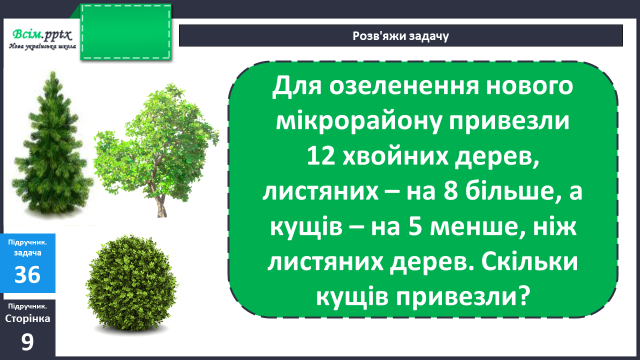 Всім.pptx
Нова українська школа
Розв'яжи задачу
Для озеленення нового
мікрорайону привезли
12 хвойних дерев,
листяних – на 8 більше, а
кущів – на 5 менше, ніж
листяних дерев. Скільки
кущів привезли?
Підручник.
задача
36
Підручник.
Сторінка
9